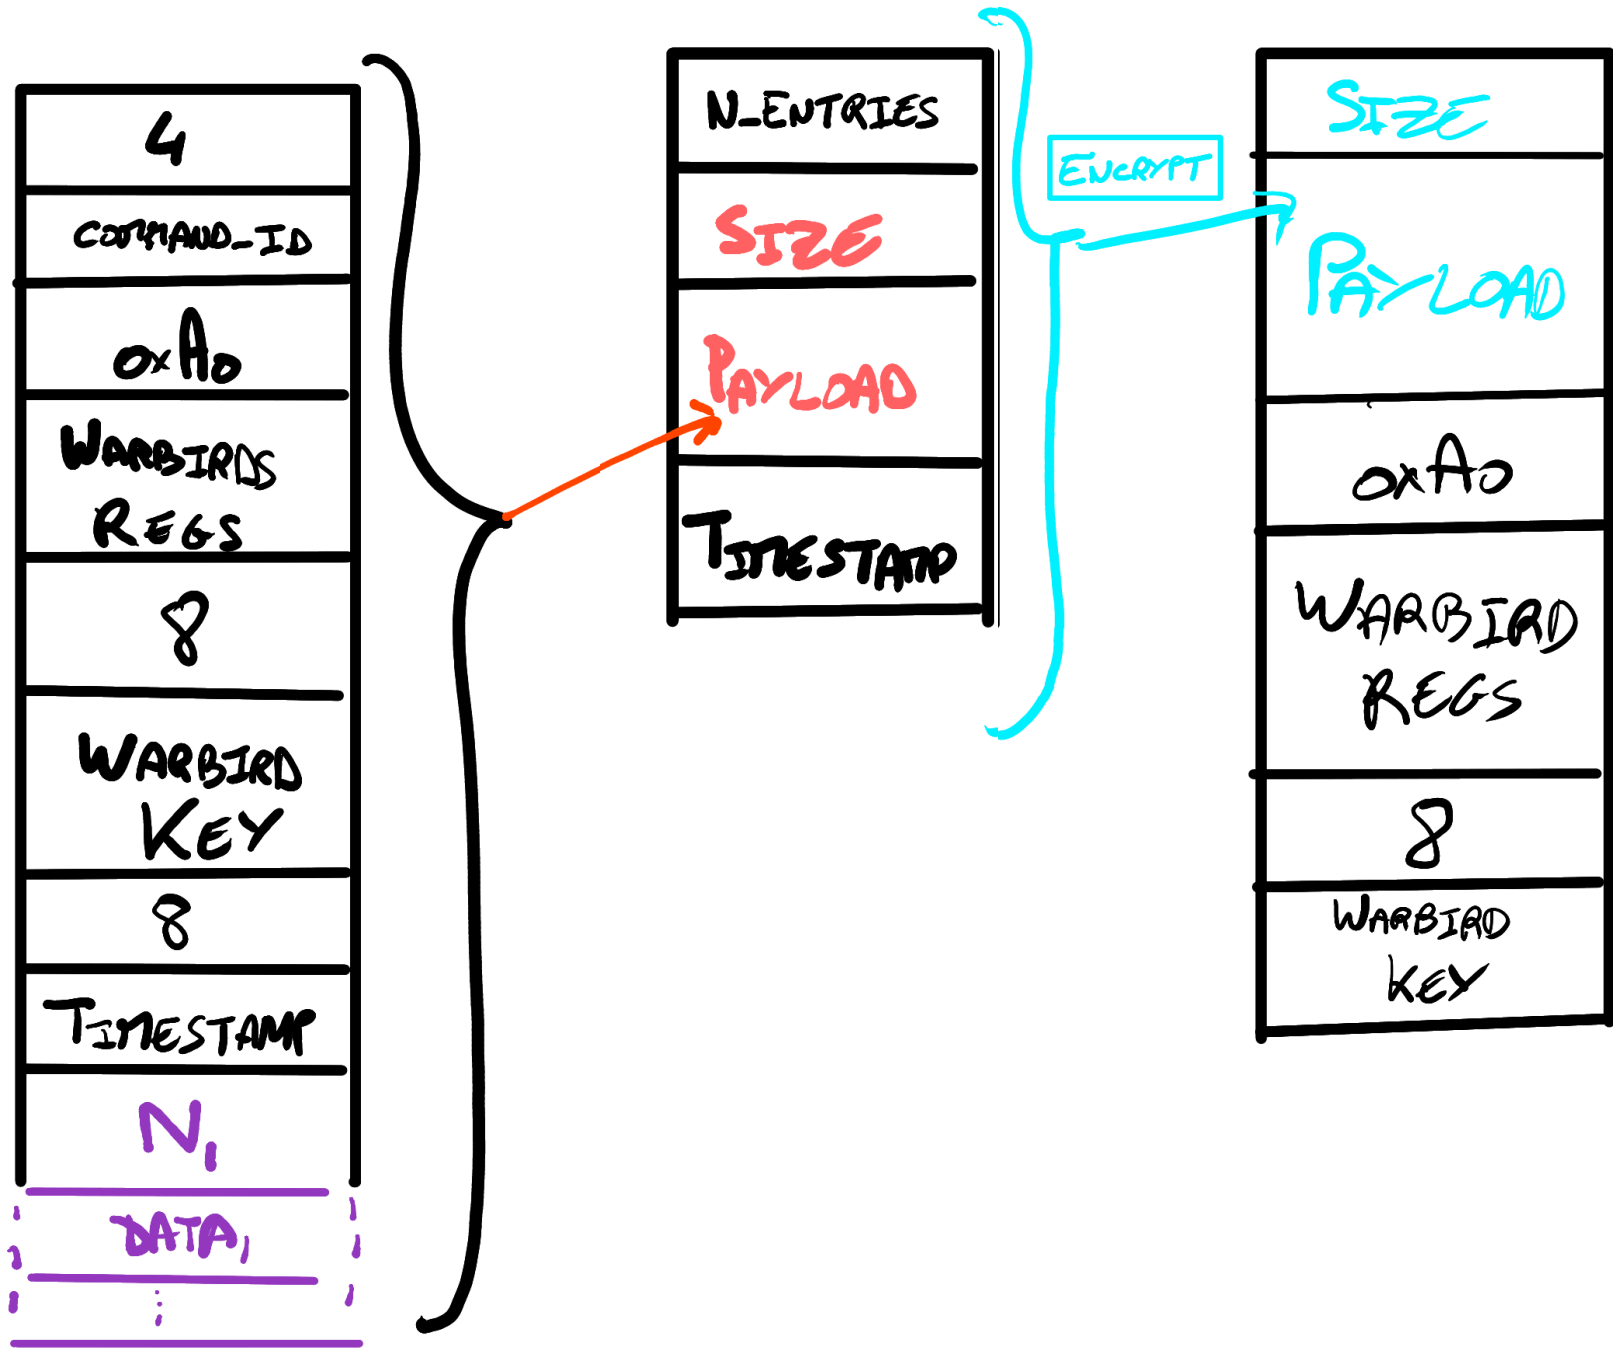 4
COMMAND_ID
0xA0
WARBIRDS
REGS
8
WARBIRD
KEY
8
TIMESTAMP
N1
DATA1
⋮
N_ENTRIES
SIZE
PAYLOAD
TIMESTAMP
ENCRYPT
SIZE
PAYLOAD
0xA0
WARBIRD
REGS
8
WARBIRD
KEY